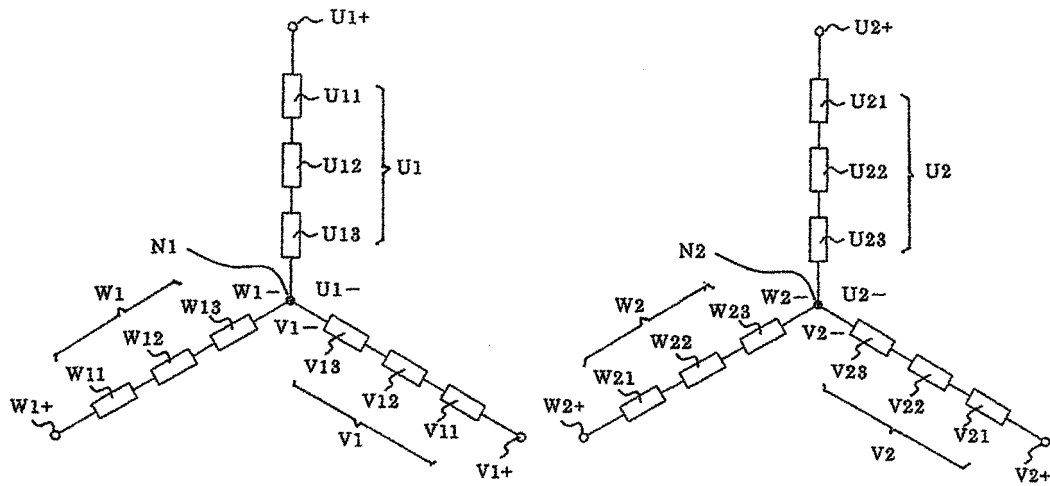 U1+
U11
U12
U1
U13
N1
W1
W1−
U1−
W13
V1−
W12
V13
W11
V12
W1+
V11
V1
V1+
U2+
U21
U22
U2
U23
N2
W2
W2−
U2−
W23
V2−
W22
V23
W21
V22
W2+
V21
V2
V2+